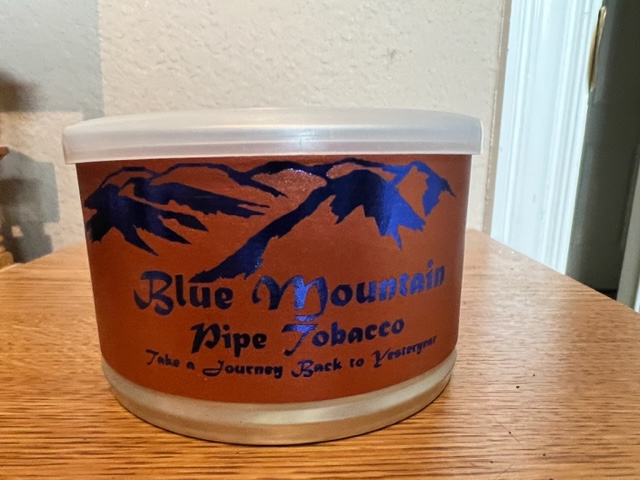 Blue Mountain
Pipe Tobacco
Take a Journey Back to Yesteryear